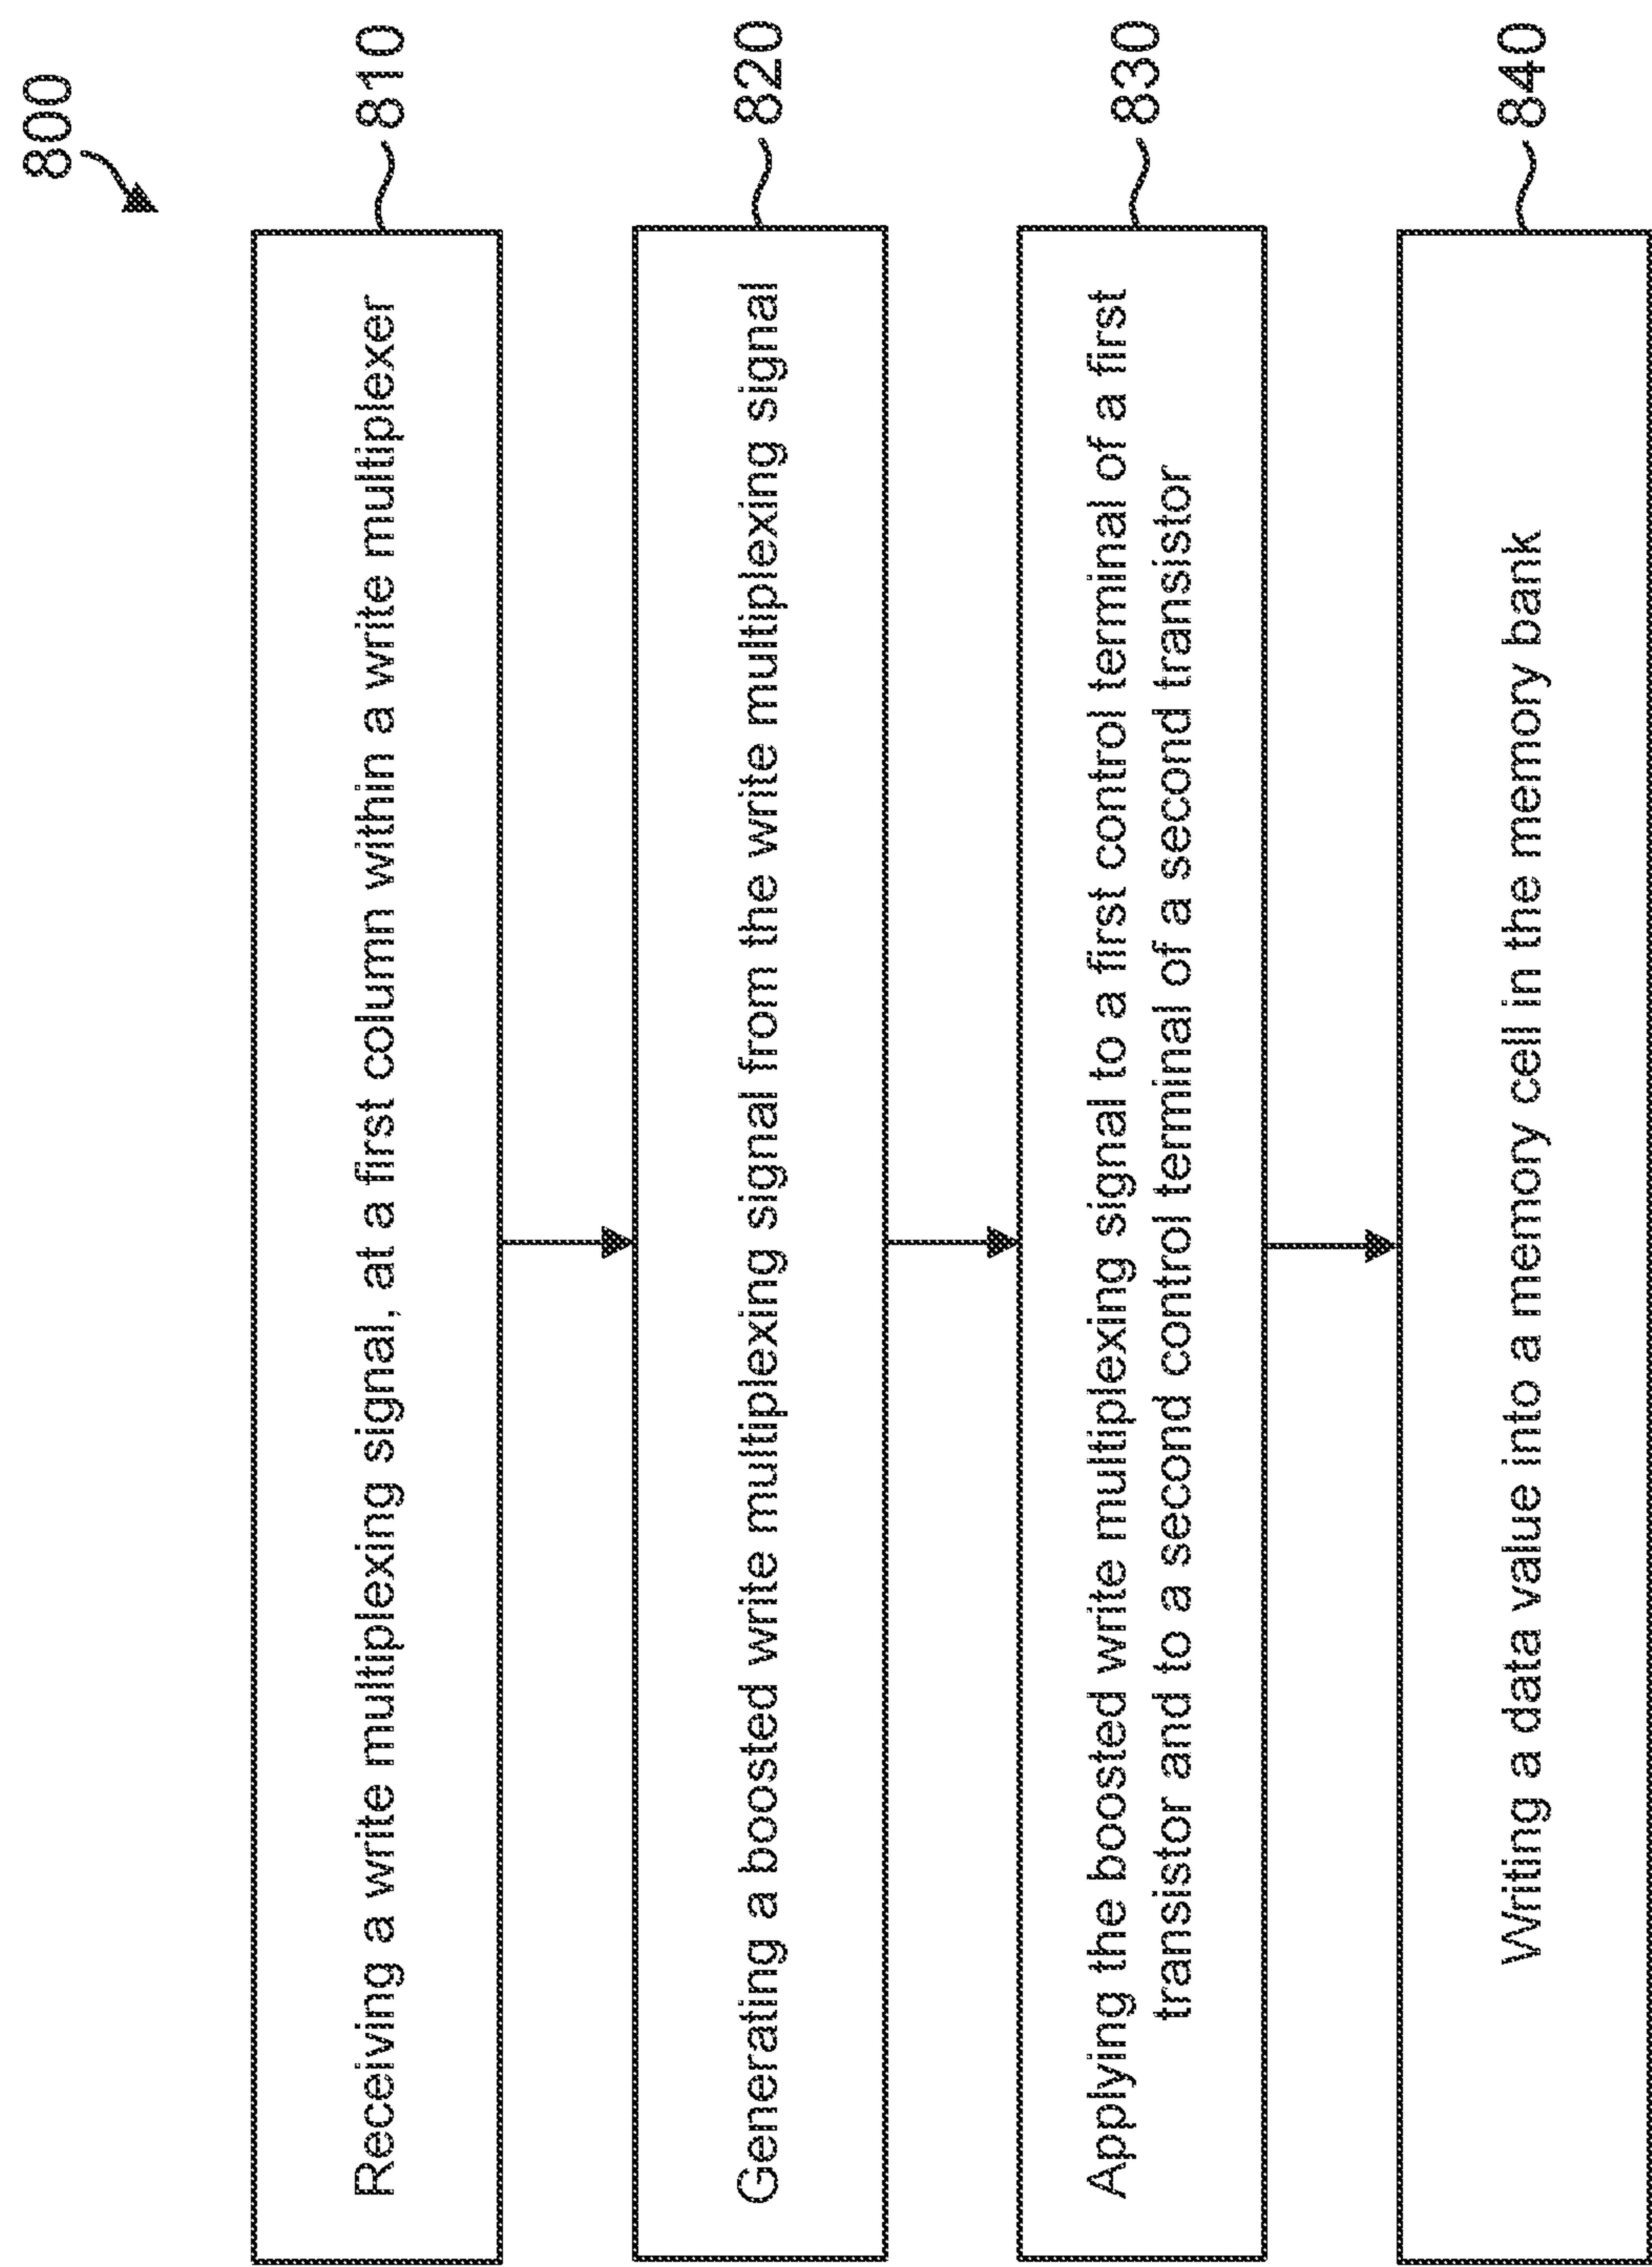 800
Receiving a write multiplexing signal, at a first column within a write multiplexer
810
Generating a boosted write multiplexing signal from the write multiplexing signal
820
Applying the boosted write multiplexing signal to a first control terminal of a first
transistor and to a second control terminal of a second transistor
830
Writing a data value into a memory cell in the memory bank
840